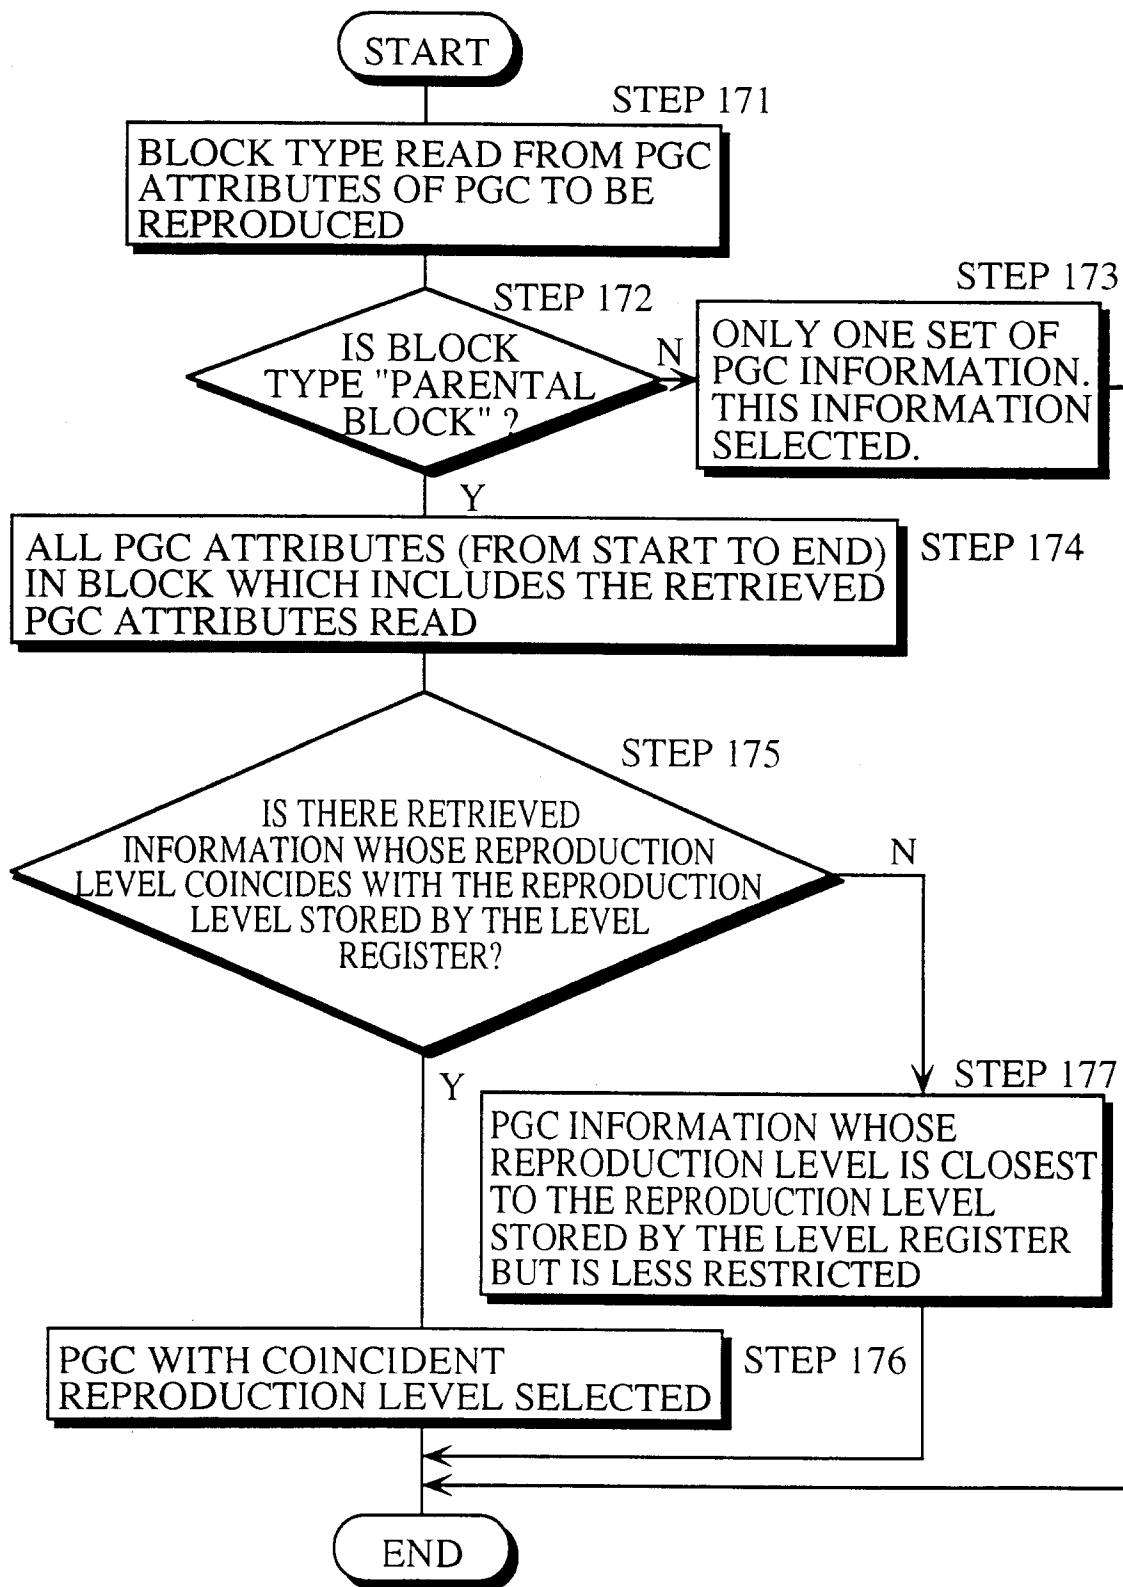 START
STEP 171
BLOCK TYPE READ FROM PGC
ATTRIBUTES OF PGC TO BE
REPRODUCED
STEP 172
IS BLOCK
TYPE "PARENTAL
BLOCK" ?
N
STEP 173
ONLY ONE SET OF
PGC INFORMATION.
THIS INFORMATION
SELECTED.
Y
ALL PGC ATTRIBUTES (FROM START TO END)
IN BLOCK WHICH INCLUDES THE RETRIEVED
PGC ATTRIBUTES READ
STEP 174
STEP 175
IS THERE RETRIEVED
INFORMATION WHOSE REPRODUCTION
LEVEL COINCIDES WITH THE REPRODUCTION
LEVEL STORED BY THE LEVEL
REGISTER?
N
Y
STEP 177
PGC INFORMATION WHOSE
REPRODUCTION LEVEL IS CLOSEST
TO THE REPRODUCTION LEVEL
STORED BY THE LEVEL REGISTER
BUT IS LESS RESTRICTED
PGC WITH COINCIDENT
REPRODUCTION LEVEL SELECTED
STEP 176
END